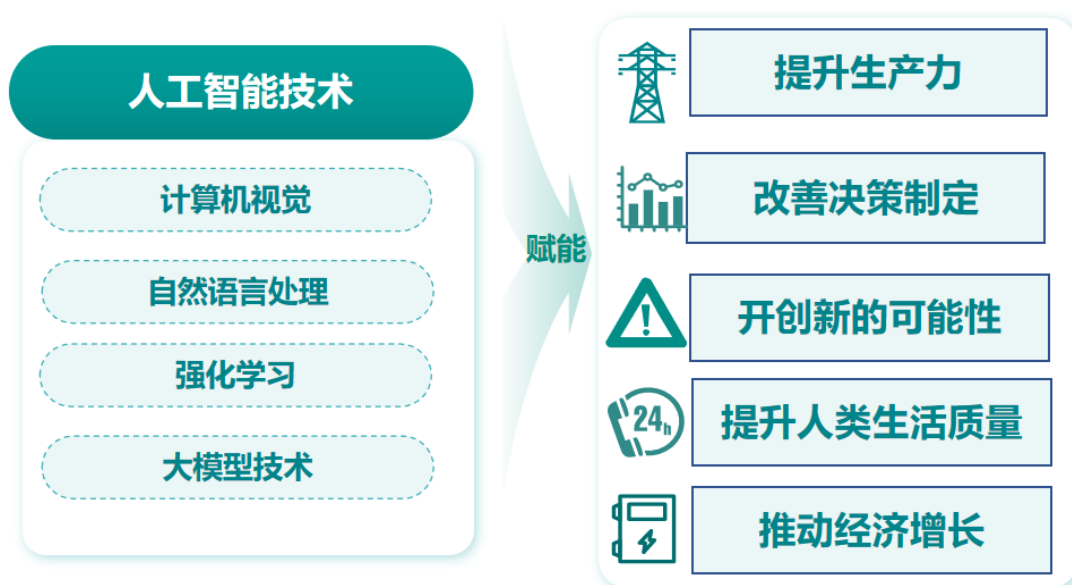 人工智能技术
计算机视觉
自然语言处理
强化学习
大模型技术
赋能
提升生产力
改善决策制定
开创新的可能性
24h
提升人类生活质量
推动经济增长